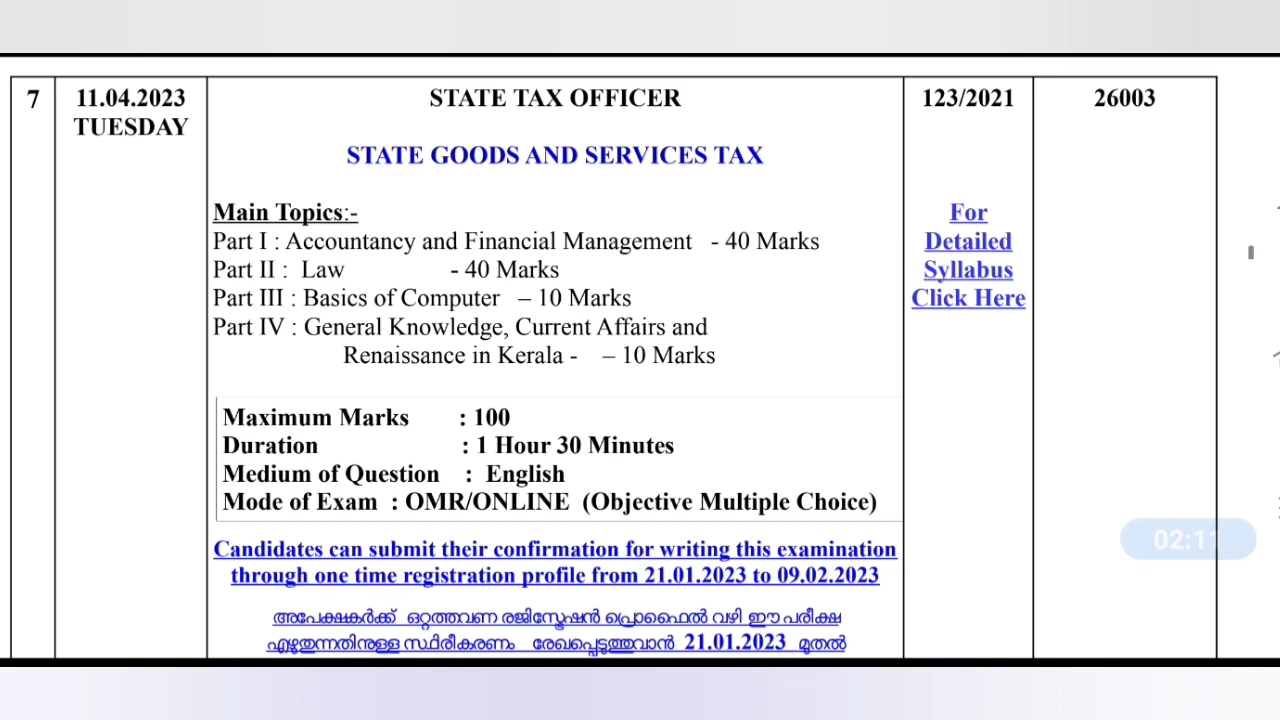 7
11.04.2023
TUESDAY
STATE TAX OFFICER
STATE GOODS AND SERVICES TAX
Main Topics:-
Part I : Accountancy and Financial Management - 40 Marks
Part II : Law - 40 Marks
Part III : Basics of Computer – 10 Marks
Part IV : General Knowledge, Current Affairs and
Renaissance in Kerala - – 10 Marks
Maximum Marks : 100
Duration : 1 Hour 30 Minutes
Medium of Question : English
Mode of Exam : OMR/ONLINE (Objective Multiple Choice)
Candidates can submit their confirmation for writing this examination
through one time registration profile from 21.01.2023 to 09.02.2023
അപേക്ഷകർക്ക് ഒറ്റത്തവണ രജിസ്ട്രേഷൻ പ്രൊഫൈൽ വഴി ഈ പരീക്ഷ
എഴുതുന്നതിനുള്ള സ്ഥിരീകരണം രേഖപ്പെടുത്തുവാൻ 21.01.2023 മുതൽ
123/2021
For
Detailed
Syllabus
Click Here
26003
02:11